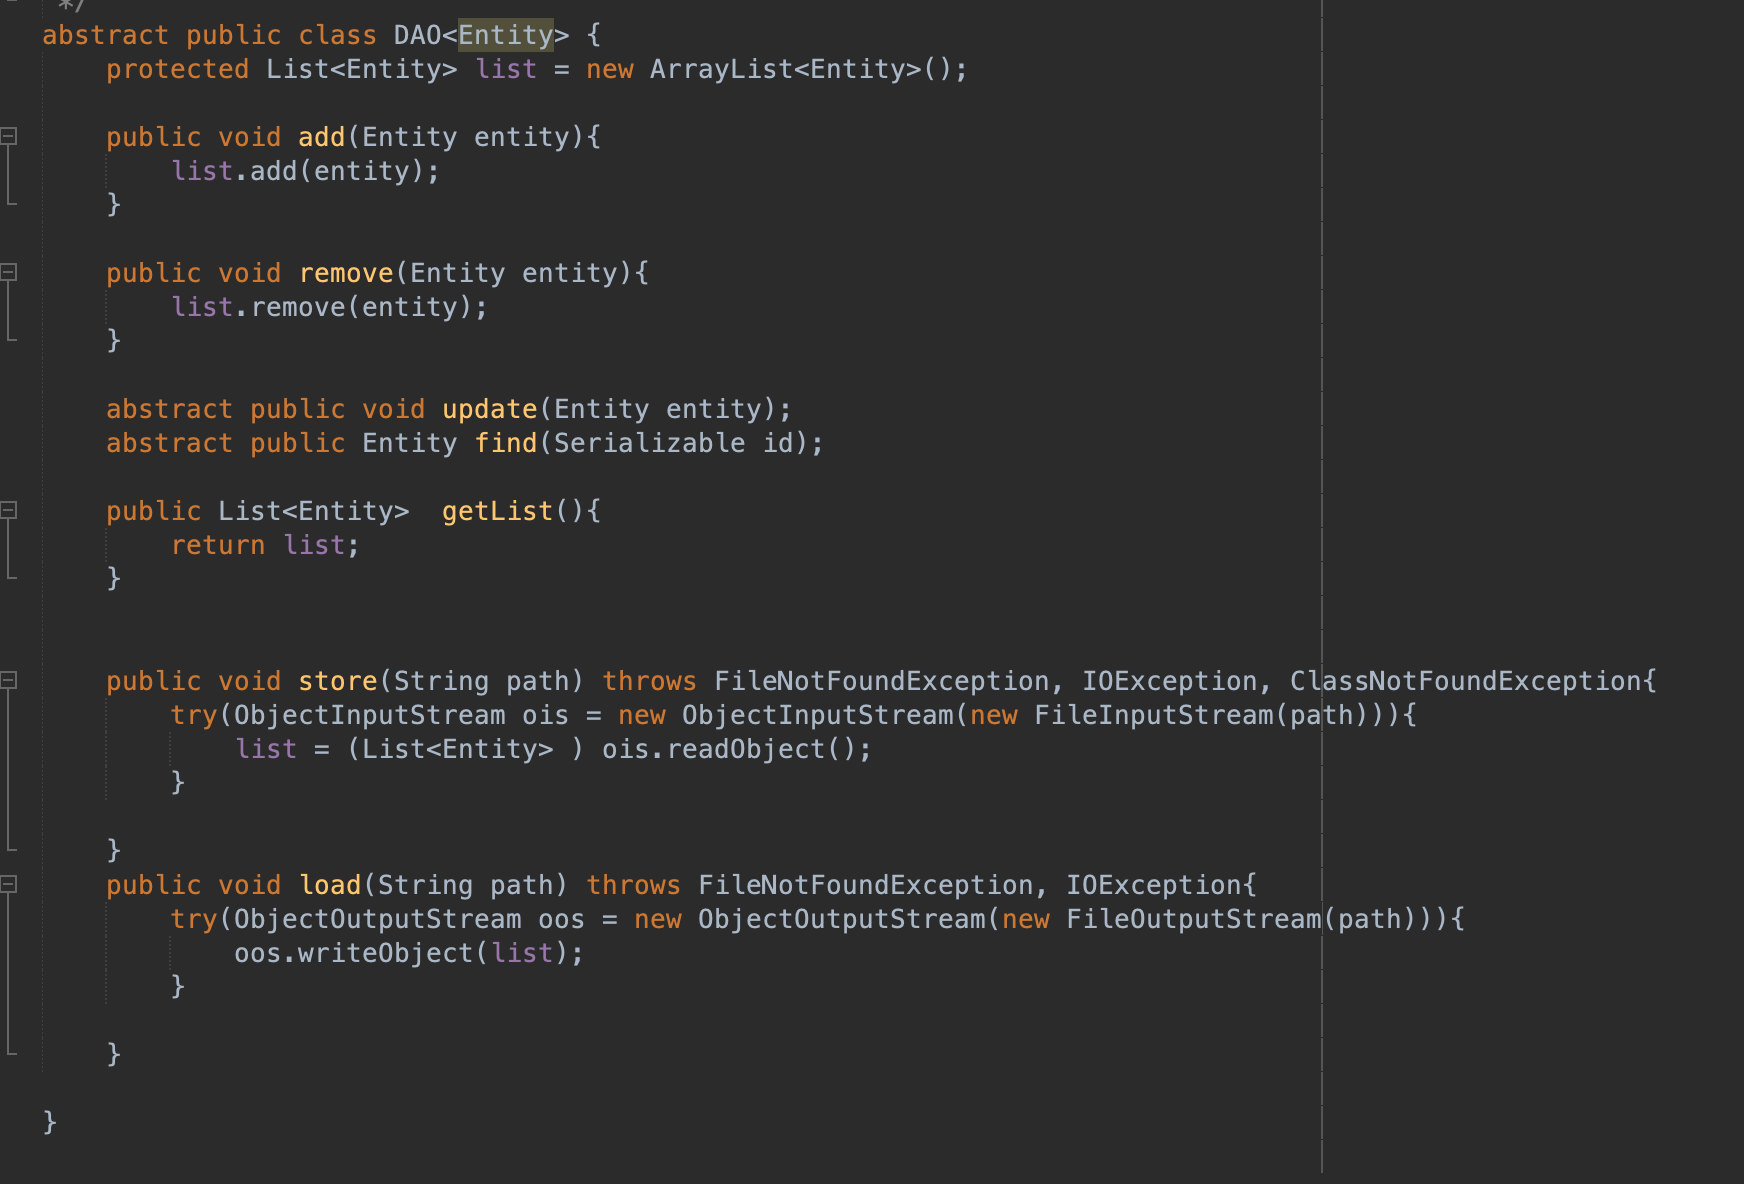 */
abstract public class DAO<Entity> {
    protected List<Entity> list = new ArrayList<Entity>();

    public void add(Entity entity){
        list.add(entity);
    }

    public void remove(Entity entity){
        list.remove(entity);
    }

    abstract public void update(Entity entity);
    abstract public Entity find(Serializable id);

    public List<Entity>  getList(){
        return list;
    }


    public void store(String path) throws FileNotFoundException, IOException, ClassNotFoundException{
        try(ObjectInputStream ois = new ObjectInputStream(new FileInputStream(path))){
            list = (List<Entity> ) ois.readObject();
        }

    }
    public void load(String path) throws FileNotFoundException, IOException{
        try(ObjectOutputStream oos = new ObjectOutputStream(new FileOutputStream(path))){
            oos.writeObject(list);
        }

    }

}